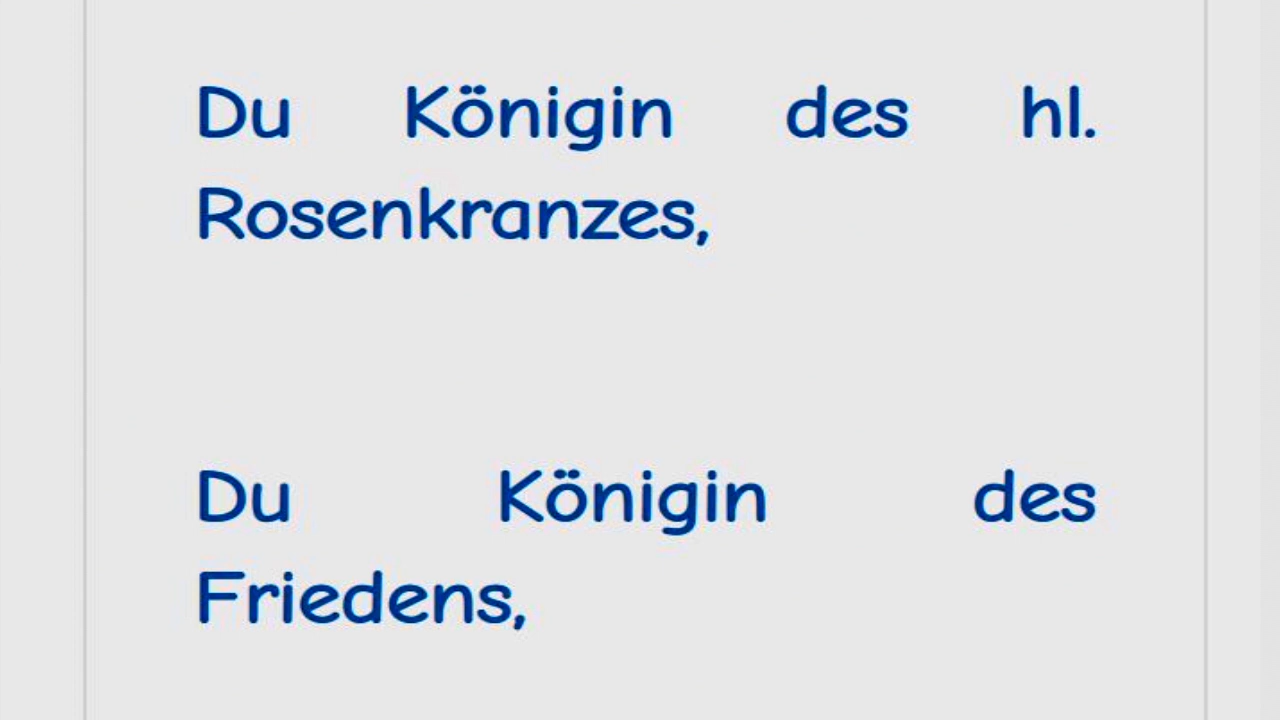 Du Königin des hl.
Rosenkranzes,
Du Königin des
Friedens,